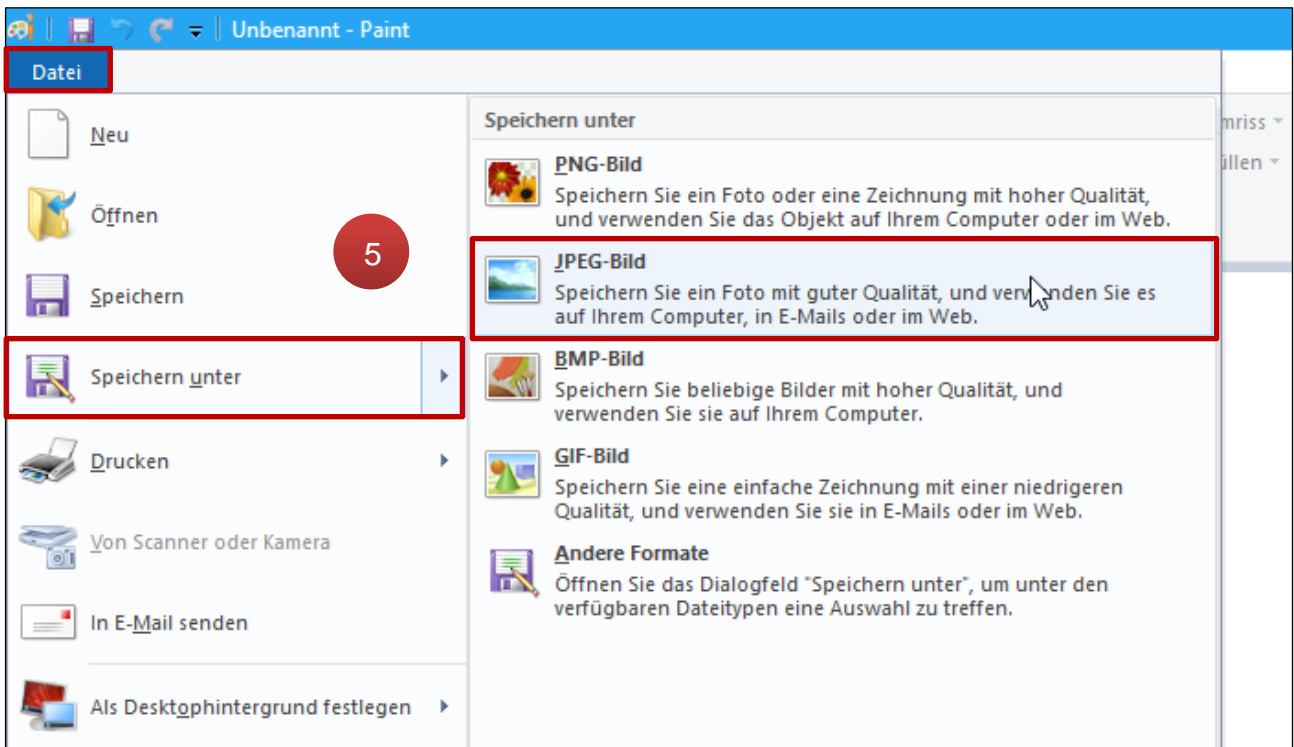 Unbenannt - Paint
Datei
Neu
Öffnen
5
Speichern
Speichern unter
Drucken
Von Scanner oder Kamera
In E-Mail senden
Als Desktophintergrund festlegen
Speichern unter
PNG-Bild
Speichern Sie ein Foto oder eine Zeichnung mit hoher Qualität,
und verwenden Sie das Objekt auf Ihrem Computer oder im Web.
JPEG-Bild
Speichern Sie ein Foto mit guter Qualität, und verwenden Sie es
auf Ihrem Computer, in E-Mails oder im Web.
BMP-Bild
Speichern Sie beliebige Bilder mit hoher Qualität, und
verwenden Sie sie auf Ihrem Computer.
GIF-Bild
Speichern Sie eine einfache Zeichnung mit einer niedrigeren
Qualität, und verwenden Sie sie in E-Mails oder im Web.
Andere Formate
Öffnen Sie das Dialogfeld "Speichern unter", um unter den
verfügbaren Dateitypen eine Auswahl zu treffen.
mriss
üllen